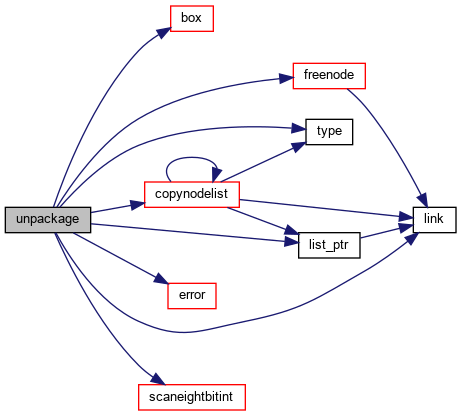 box
freenode
type
unpackage
copynodelist
link
list_ptr
error
scaneightbitint